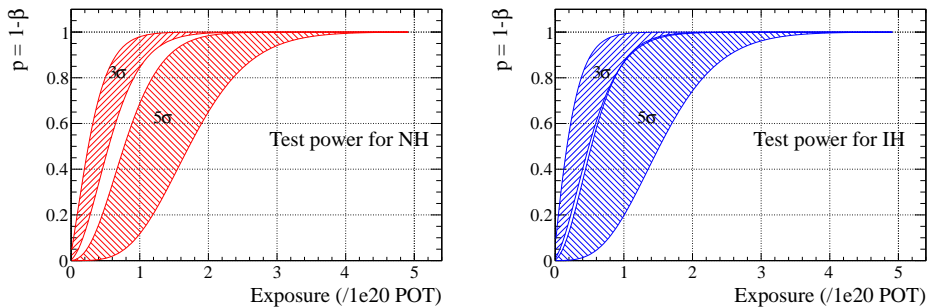 p = 1-β
1
0.8
0.6
0.4
0.2
0
3σ
5σ
Test power for NH
0 1 2 3 4 5
Exposure (/1e20 POT)
p = 1-β
1
0.8
0.6
0.4
0.2
0
3σ
5σ
Test power for IH
0 1 2 3 4 5
Exposure (/1e20 POT)